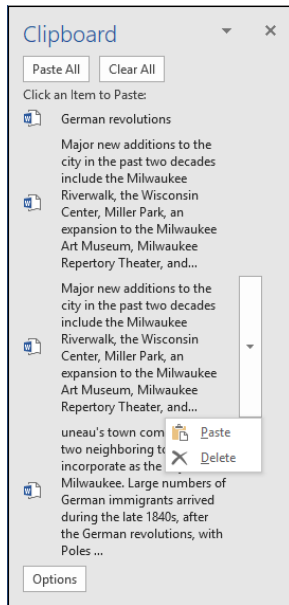 Clipboard
Paste All Clear All
Click an Item to Paste:
German revolutions
Major new additions to the
city in the past two decades
include the Milwaukee
Riverwalk, the Wisconsin
Center, Miller Park, an
expansion to the Milwaukee
Art Museum, Milwaukee
Repertory Theater, and...
Major new additions to the
city in the past two decades
include the Milwaukee
Riverwalk, the Wisconsin
Center, Miller Park, an
expansion to the Milwaukee
Art Museum, Milwaukee
Repertory Theater, and...
uneau's town com
Paste
two neighboring to
incorporate as the
Delete
Milwaukee. Large numbers of
German immigrants arrived
during the late 1840s, after
the German revolutions, with
Poles ...
Options